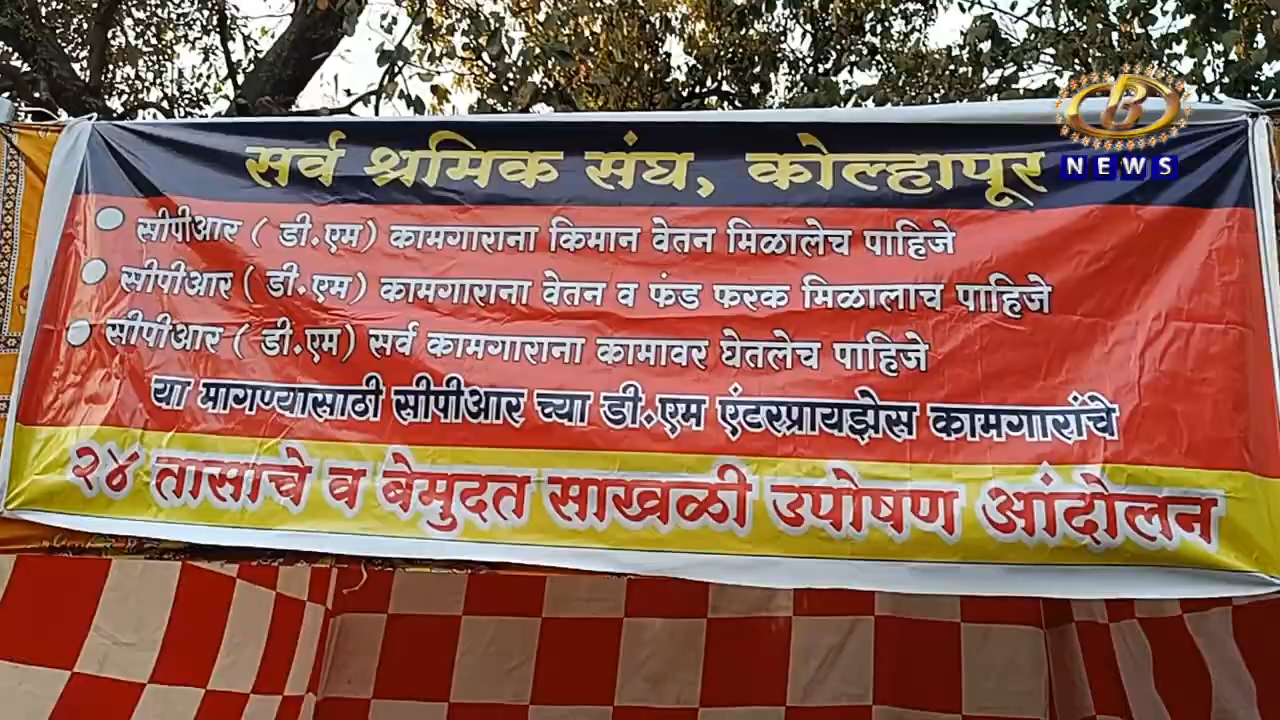 सर्व श्रमिक संघ, कोल्हापूर
B
NEWS
सीपीआर ( डी.एम) कामगाराना किमान वेतन मिळालेच पाहिजे
सीपीआर ( डी.एम) कामगाराना वेतन व फंड फरक मिळालाच पाहिजे
सीपीआर ( डी.एम) सर्व कामगाराना कामावर घेतलेच पाहिजे
या मागण्यासाठी सीपीआर च्या डी.एम एंटरप्रायझेस कामगारांचे
२४ तासाचे व बेमुदत साखळी उपोषण आंदोलन